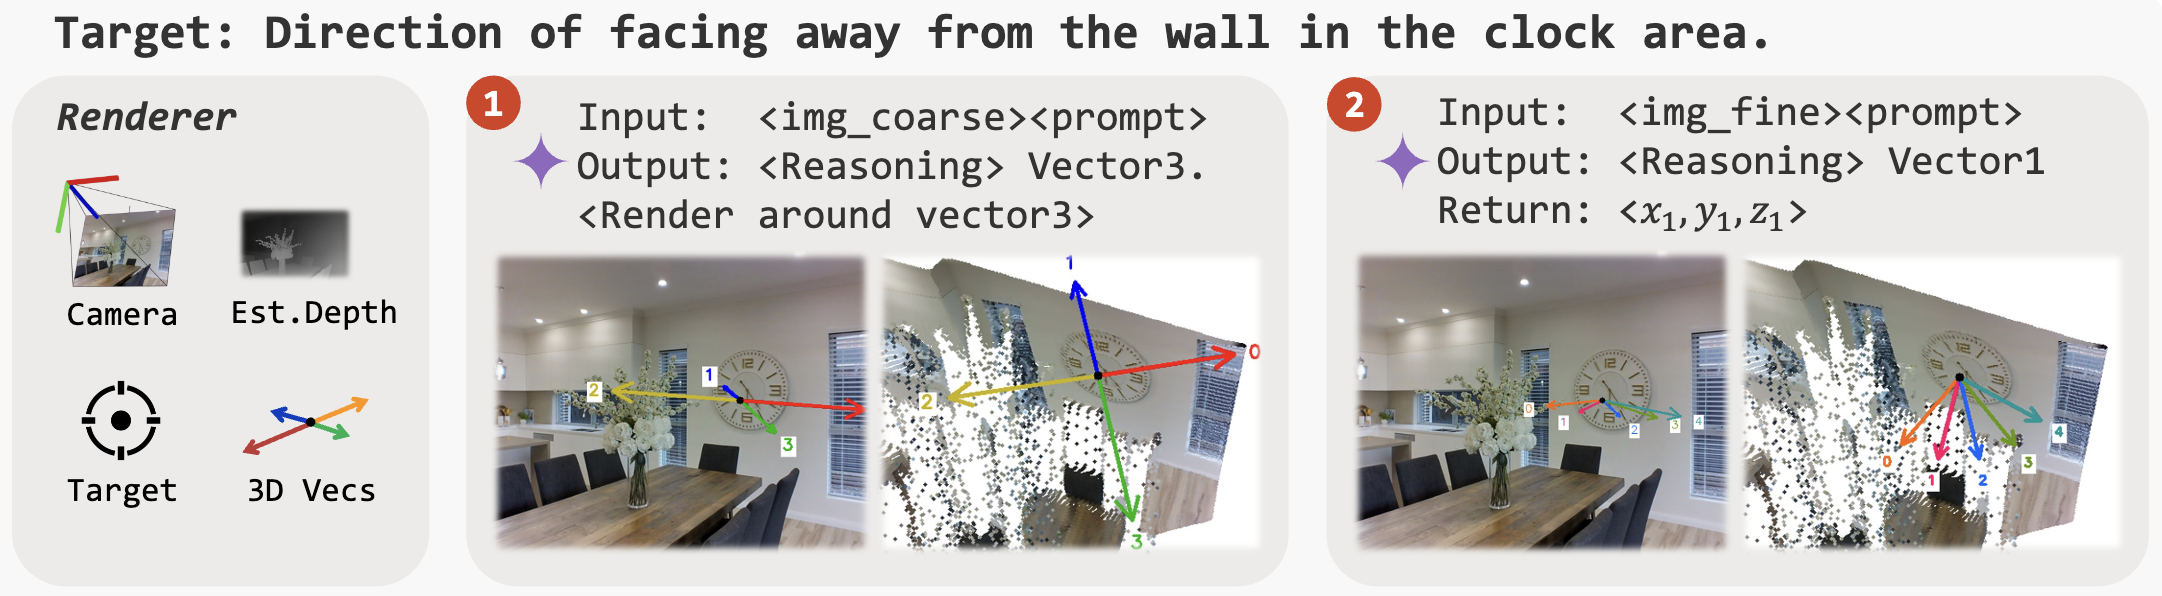 Target: Direction of facing away from the wall in the clock area.
Renderer
Camera
Est.Depth
Target
3D Vecs
1
Input: <img_coarse><prompt>
Output: <Reasoning> Vector3.
<Render around vector3>
2
1
0
3
1
0
2
3
2
Input: <img_fine><prompt>
Output: <Reasoning> Vector1
Return: <x₁,y₁,z₁>
0
1
2
3
4
0
1
2
3
4